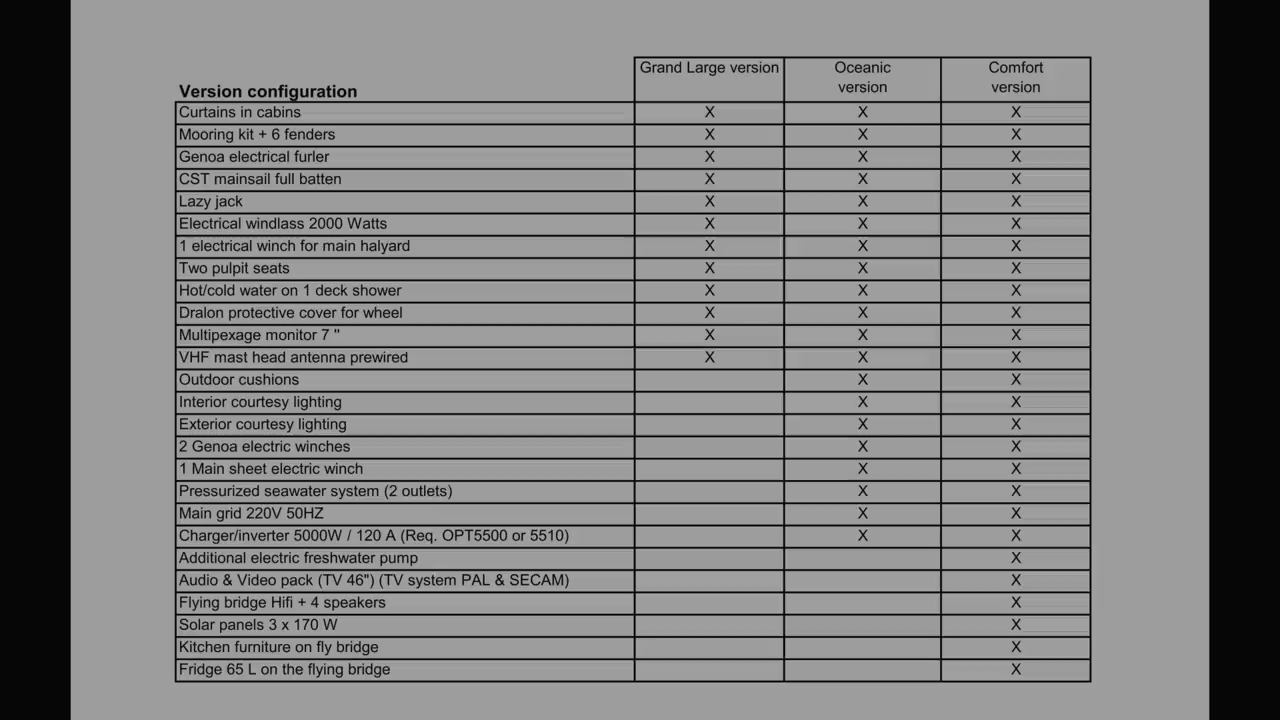 Grand Large version Oceanic version Comfort version
Version configuration
Curtains in cabins X X X
Mooring kit + 6 fenders X X X
Genoa electrical furler X X X
CST mainsail full batten X X X
Lazy jack X X X
Electrical windlass 2000 Watts X X X
1 electrical winch for main halyard X X X
Two pulpit seats X X X
Hot/cold water on 1 deck shower X X X
Dralon protective cover for wheel X X X
Multipexage monitor 7 " X X X
VHF mast head antenna prewired X X X
Outdoor cushions X X
Interior courtesy lighting X X
Exterior courtesy lighting X X
2 Genoa electric winches X X
1 Main sheet electric winch X X
Pressurized seawater system (2 outlets) X X
Main grid 220V 50HZ X X
Charger/inverter 5000W / 120 A (Req. OPT5500 or 5510) X X
Additional electric freshwater pump X
Audio & Video pack (TV 46") (TV system PAL & SECAM) X
Flying bridge Hifi + 4 speakers X
Solar panels 3 x 170 W X
Kitchen furniture on fly bridge X
Fridge 65 L on the flying bridge X